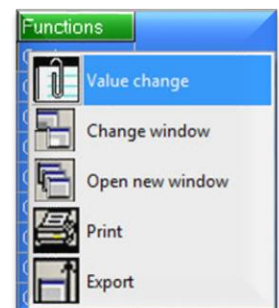 Functions
Value change
Change window
Open new window
Print
Export